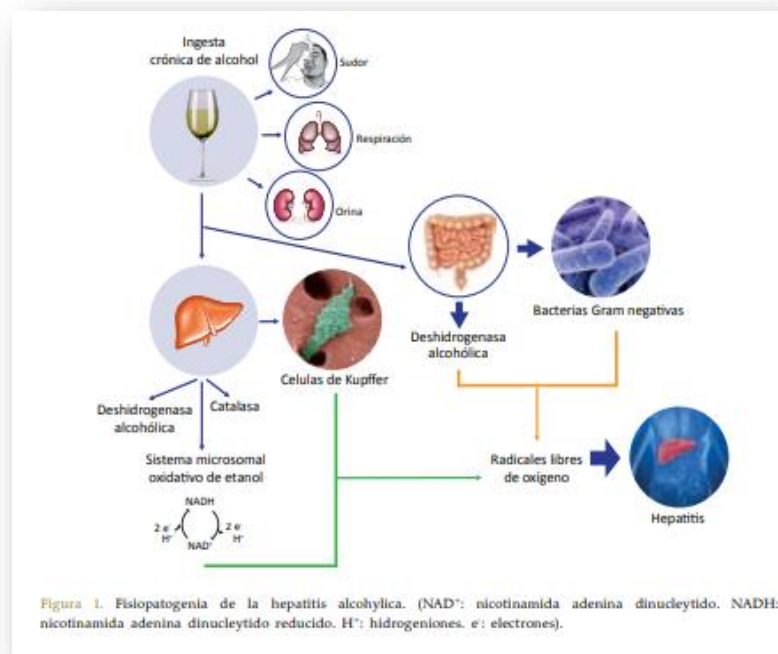 Ingesta
crónica de alcohol
Sudor
Respiración
Orina
Bacterias Gram negativas
Deshidrogenasa
alcohólica
Celulas de Kupffer
Deshidrogenasa
alcohólica
Catalasa
Sistema microsomal
oxidativo de etanol
Radicales libres
de oxígeno
Hepatitis
NADH
2 e⁻
H⁺
2 e⁻
H⁺
NAD⁺
Figura 1. Fisiopatogenia de la hepatitis alcohylica. (NAD⁺: nicotinamida adenina dinucleytido. NADH:
nicotinamida adenina dinucleytido reducido. H⁺: hidrogeniones. e⁻: electrones).